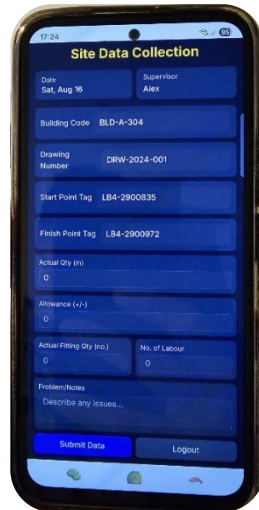 17:24
85
Site Data Collection
Date
Supervisor
Sat, Aug 16
Alex
Building Code BLD-A-304
Drawing
Number
DRW-2024-001
Start Point Tag LB4-2900835
Finish Point Tag LB4-2900972
Actual Qty (m)
0
Allowance (+/-)
0
Actual Fitting Qty (no.)
No. of Labour
0
0
Problem/Notes
Describe any issues...
Submit Data
Logout